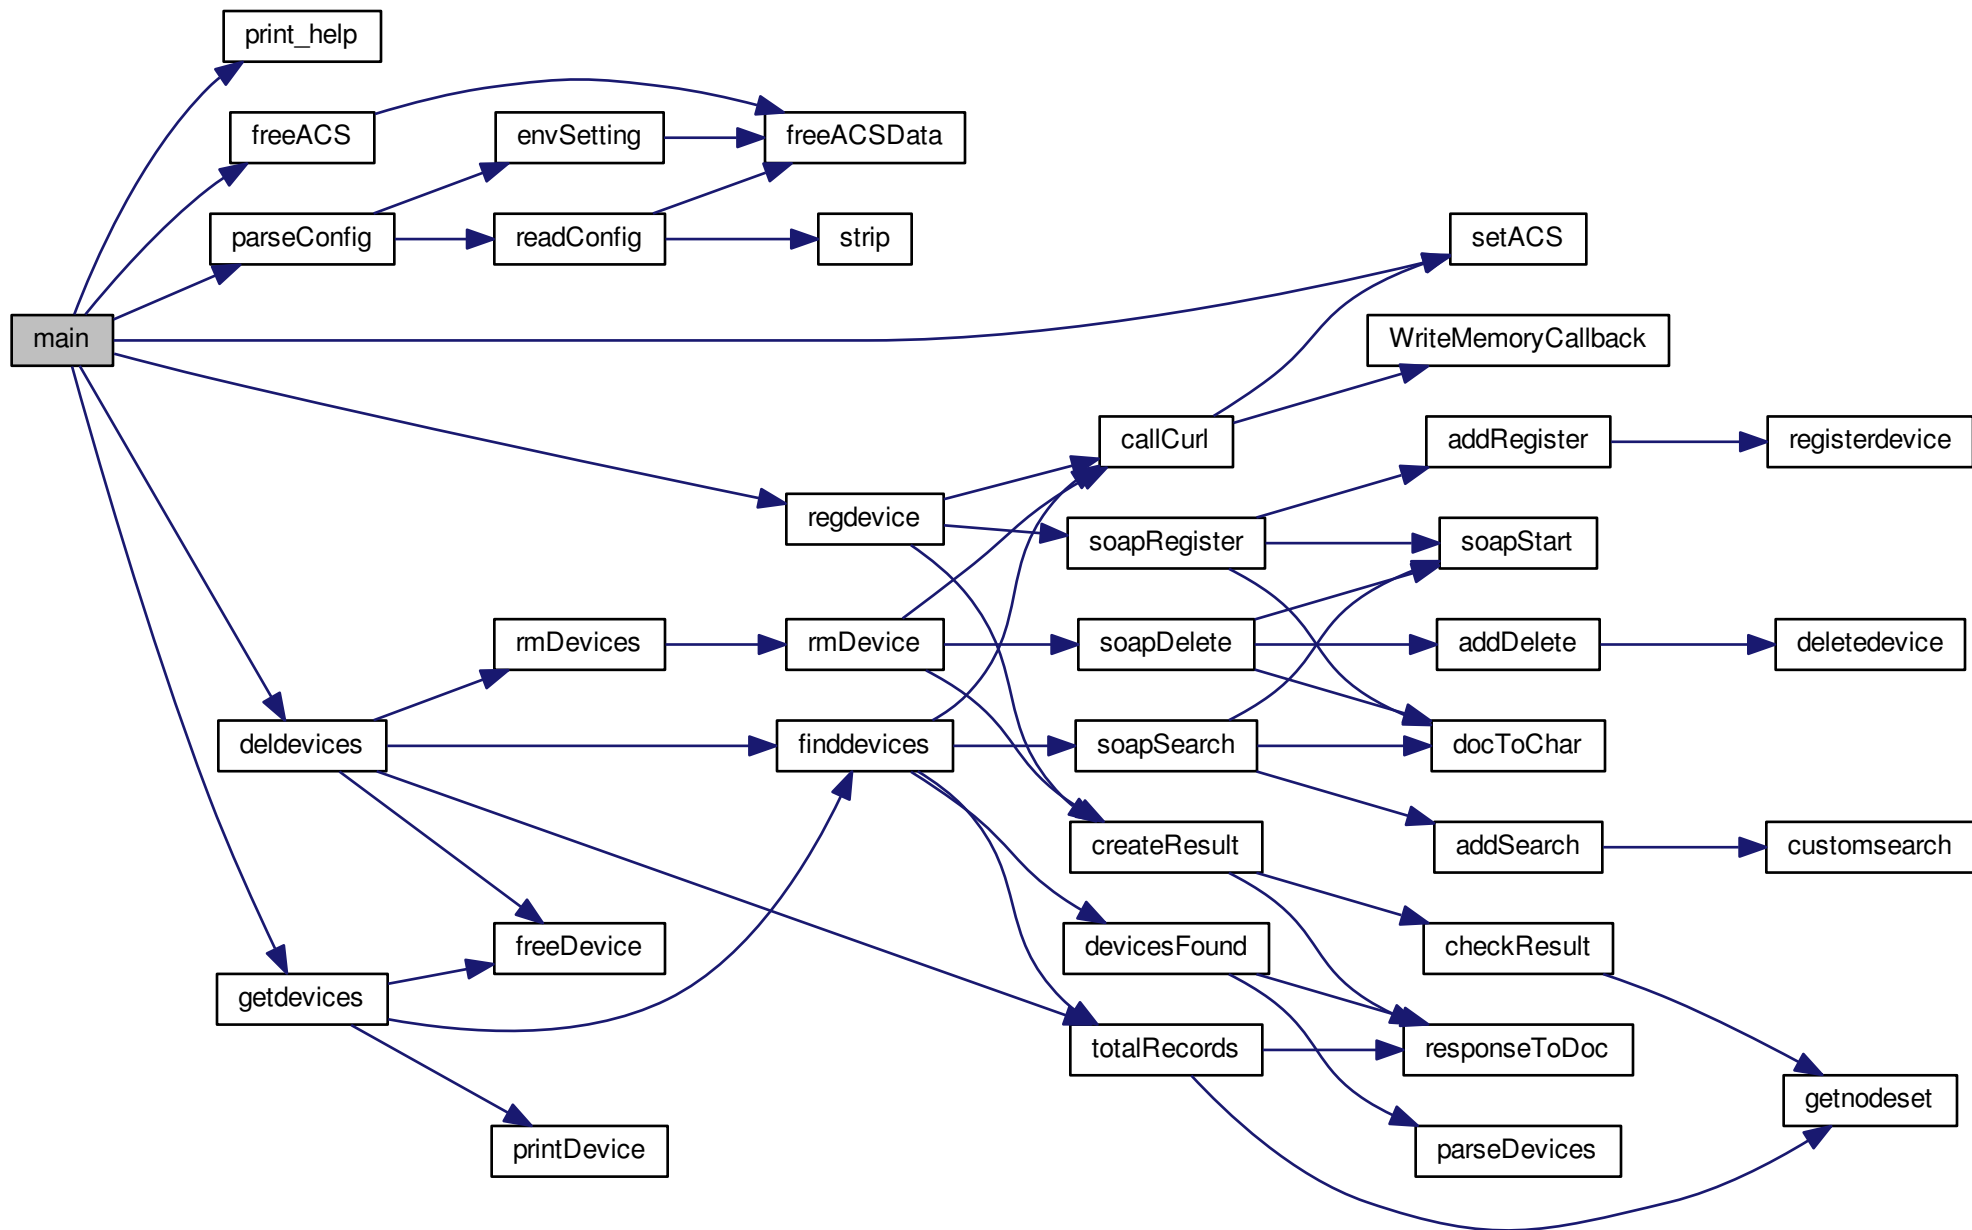 print_help
freeACS
envSetting
freeACSData
parseConfig
readConfig
strip
setACS
main
WriteMemoryCallback
callCurl
addRegister
registerdevice
regdevice
soapRegister
soapStart
rmDevices
rmDevice
soapDelete
addDelete
deletedevice
deldevices
finddevices
soapSearch
docToChar
createResult
addSearch
customsearch
freeDevice
devicesFound
checkResult
getdevices
totalRecords
responseToDoc
getnodeset
printDevice
parseDevices